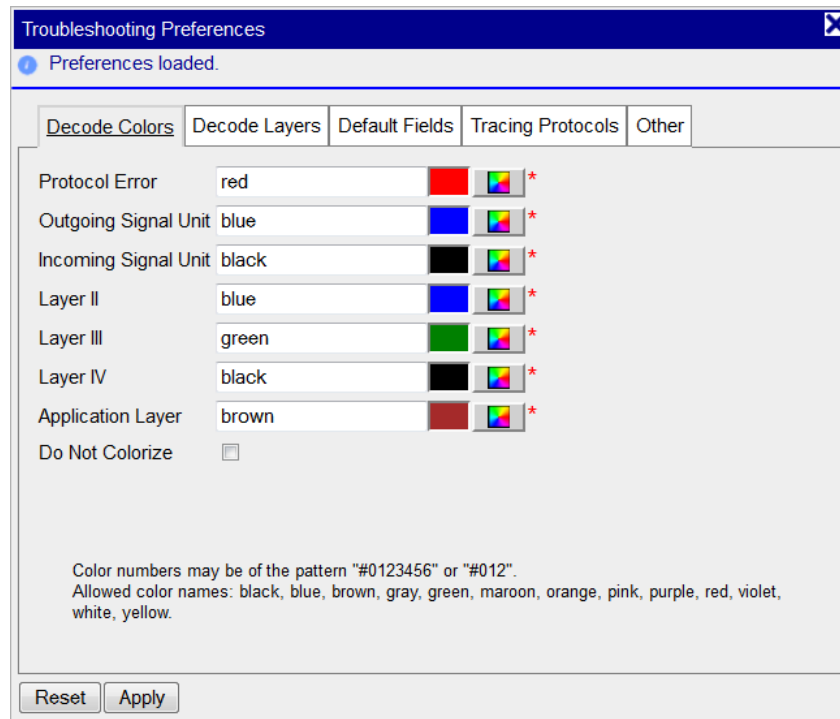 Troubleshooting Preferences
Preferences loaded.
Decode Colors Decode Layers Default Fields Tracing Protocols Other
Protocol Error red *
Outgoing Signal Unit blue *
Incoming Signal Unit black *
Layer II blue *
Layer III green *
Layer IV black *
Application Layer brown *
Do Not Colorize
Color numbers may be of the pattern "#0123456" or "#012".
Allowed color names: black, blue, brown, gray, green, maroon, orange, pink, purple, red, violet,
white, yellow.
Reset Apply